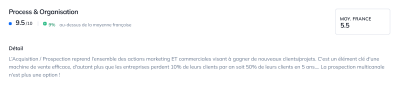 Process & Organisation
9.5/10 9% au dessus de la moyenne française
MOY. FRANCE
5.5
Détail
L'Acquisition / Prospection reprend l'ensemble des actions marketing ET commerciales visant à gagner de nouveaux clients/projets. C'est un élément clé d'une
machine de vente efficace, d'autant plus que les entreprises perdent 10% de leurs clients par an soit 50% de leurs clients en 5 ans... La prospection multicanale
n'est plus une option !